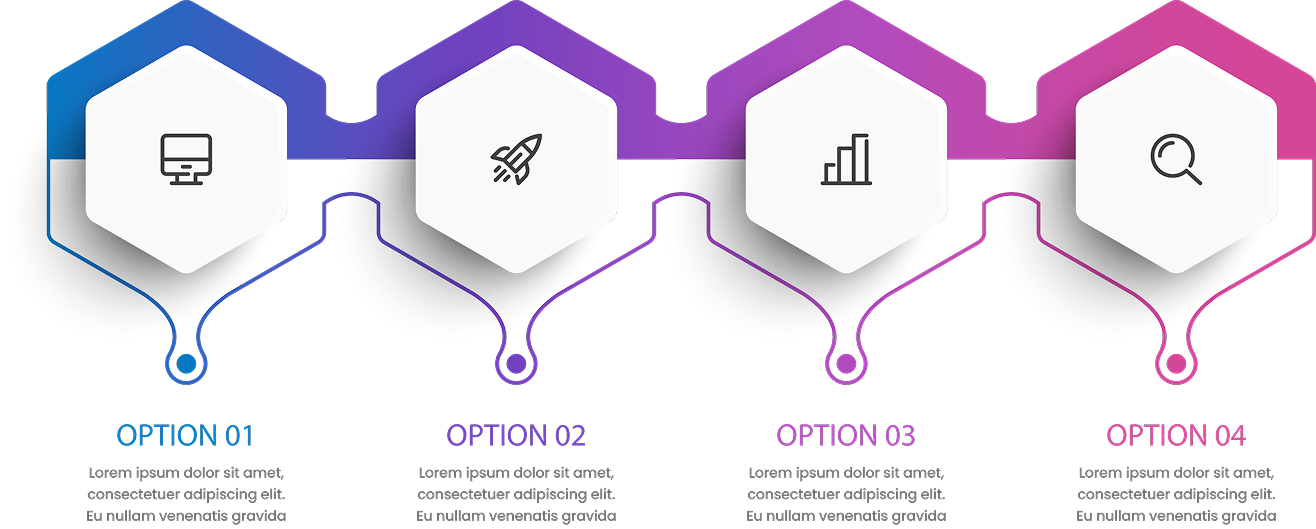 OPTION 01
Lorem ipsum dolor sit amet,
consectetuer adipiscing elit.
Eu nullam venenatis gravida
OPTION 02
Lorem ipsum dolor sit amet,
consectetuer adipiscing elit.
Eu nullam venenatis gravida
OPTION 03
Lorem ipsum dolor sit amet,
consectetuer adipiscing elit.
Eu nullam venenatis gravida
OPTION 04
Lorem ipsum dolor sit amet,
consectetuer adipiscing elit.
Eu nullam venenatis gravida